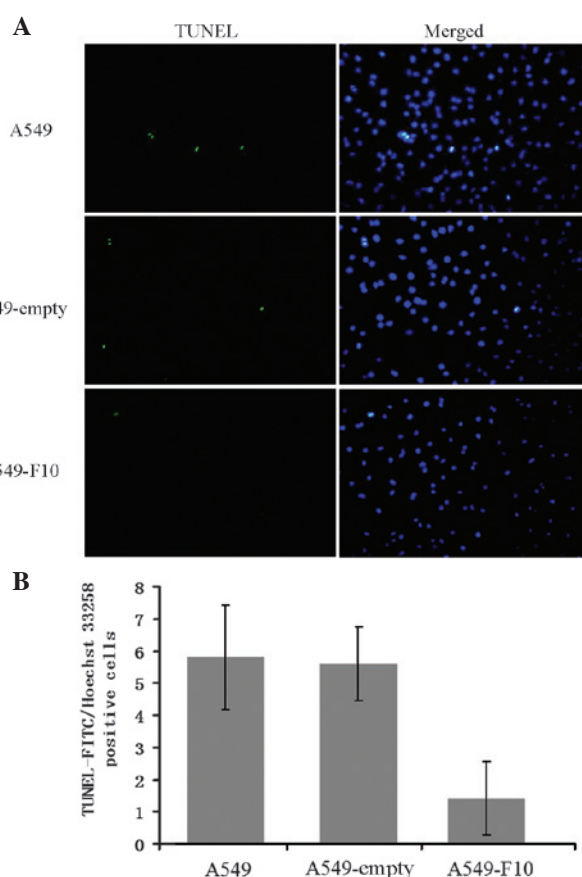 A
TUNEL Merged
A549
49-empty
549-F10
B
TUNEL-FITC/Hoechst 33258
positive cells
8
7
6
5
4
3
2
1
0
A549 A549-empty A549-F10